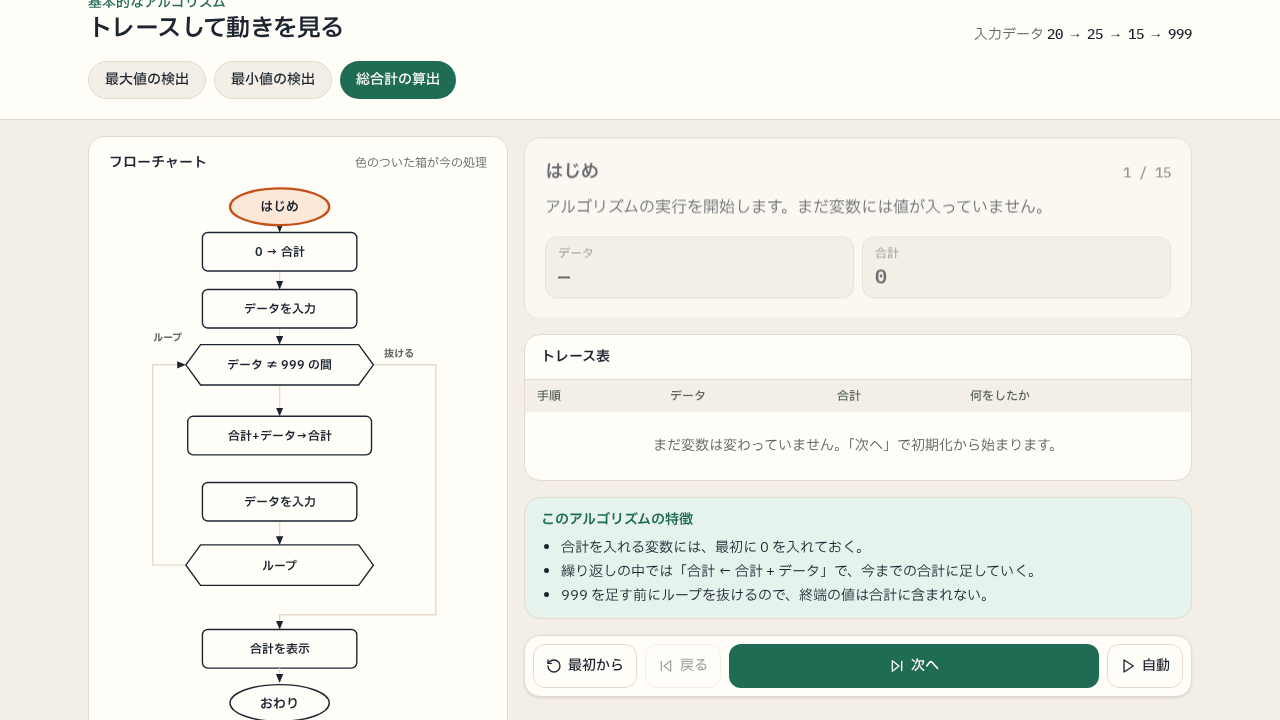 基本的なアルゴリズム
トレースして動きを見る
入力データ 20 → 25 → 15 → 999
最大値の検出
最小値の検出
総合計の算出
フローチャート
色のついた箱が今の処理
はじめ
0 → 合計
データを入力
ループ
データ ≠ 999 の間
抜ける
合計+データ→合計
データを入力
ループ
合計を表示
おわり
はじめ
1 / 15
アルゴリズムの実行を開始します。まだ変数には値が入っていません。
データ
—
合計
0
トレース表
手順 データ 合計 何をしたか
まだ変数は変わっていません。「次へ」で初期化から始まります。
このアルゴリズムの特徴
• 合計を入れる変数には、最初に 0 を入れておく。
• 繰り返しの中では「合計 ← 合計 + データ」で、今までの合計に足していく。
• 999 を足す前にループを抜けるので、終端の値は合計に含まれない。
最初から
戻る
次へ
自動